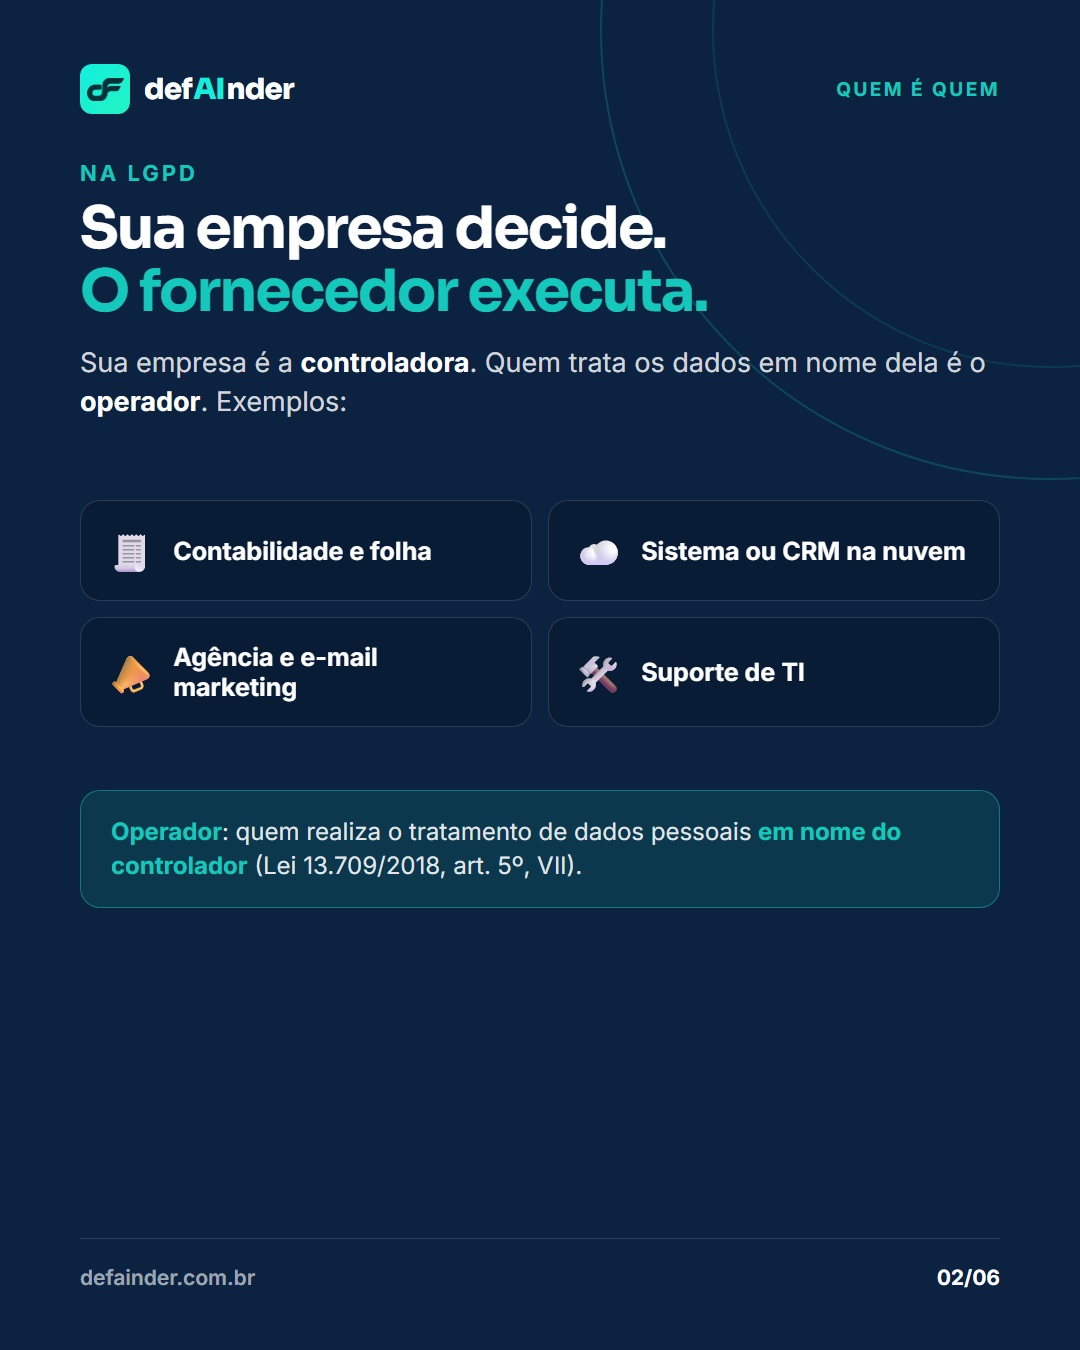 defAInder
QUEM É QUEM
NA LGPD
Sua empresa decide.
O fornecedor executa.
Sua empresa é a controladora. Quem trata os dados em nome dela é o
operador. Exemplos:
Contabilidade e folha
Sistema ou CRM na nuvem
Agência e e-mail
marketing
Suporte de TI
Operador: quem realiza o tratamento de dados pessoais em nome do
controlador (Lei 13.709/2018, art. 5º, VII).
defainder.com.br
02/06